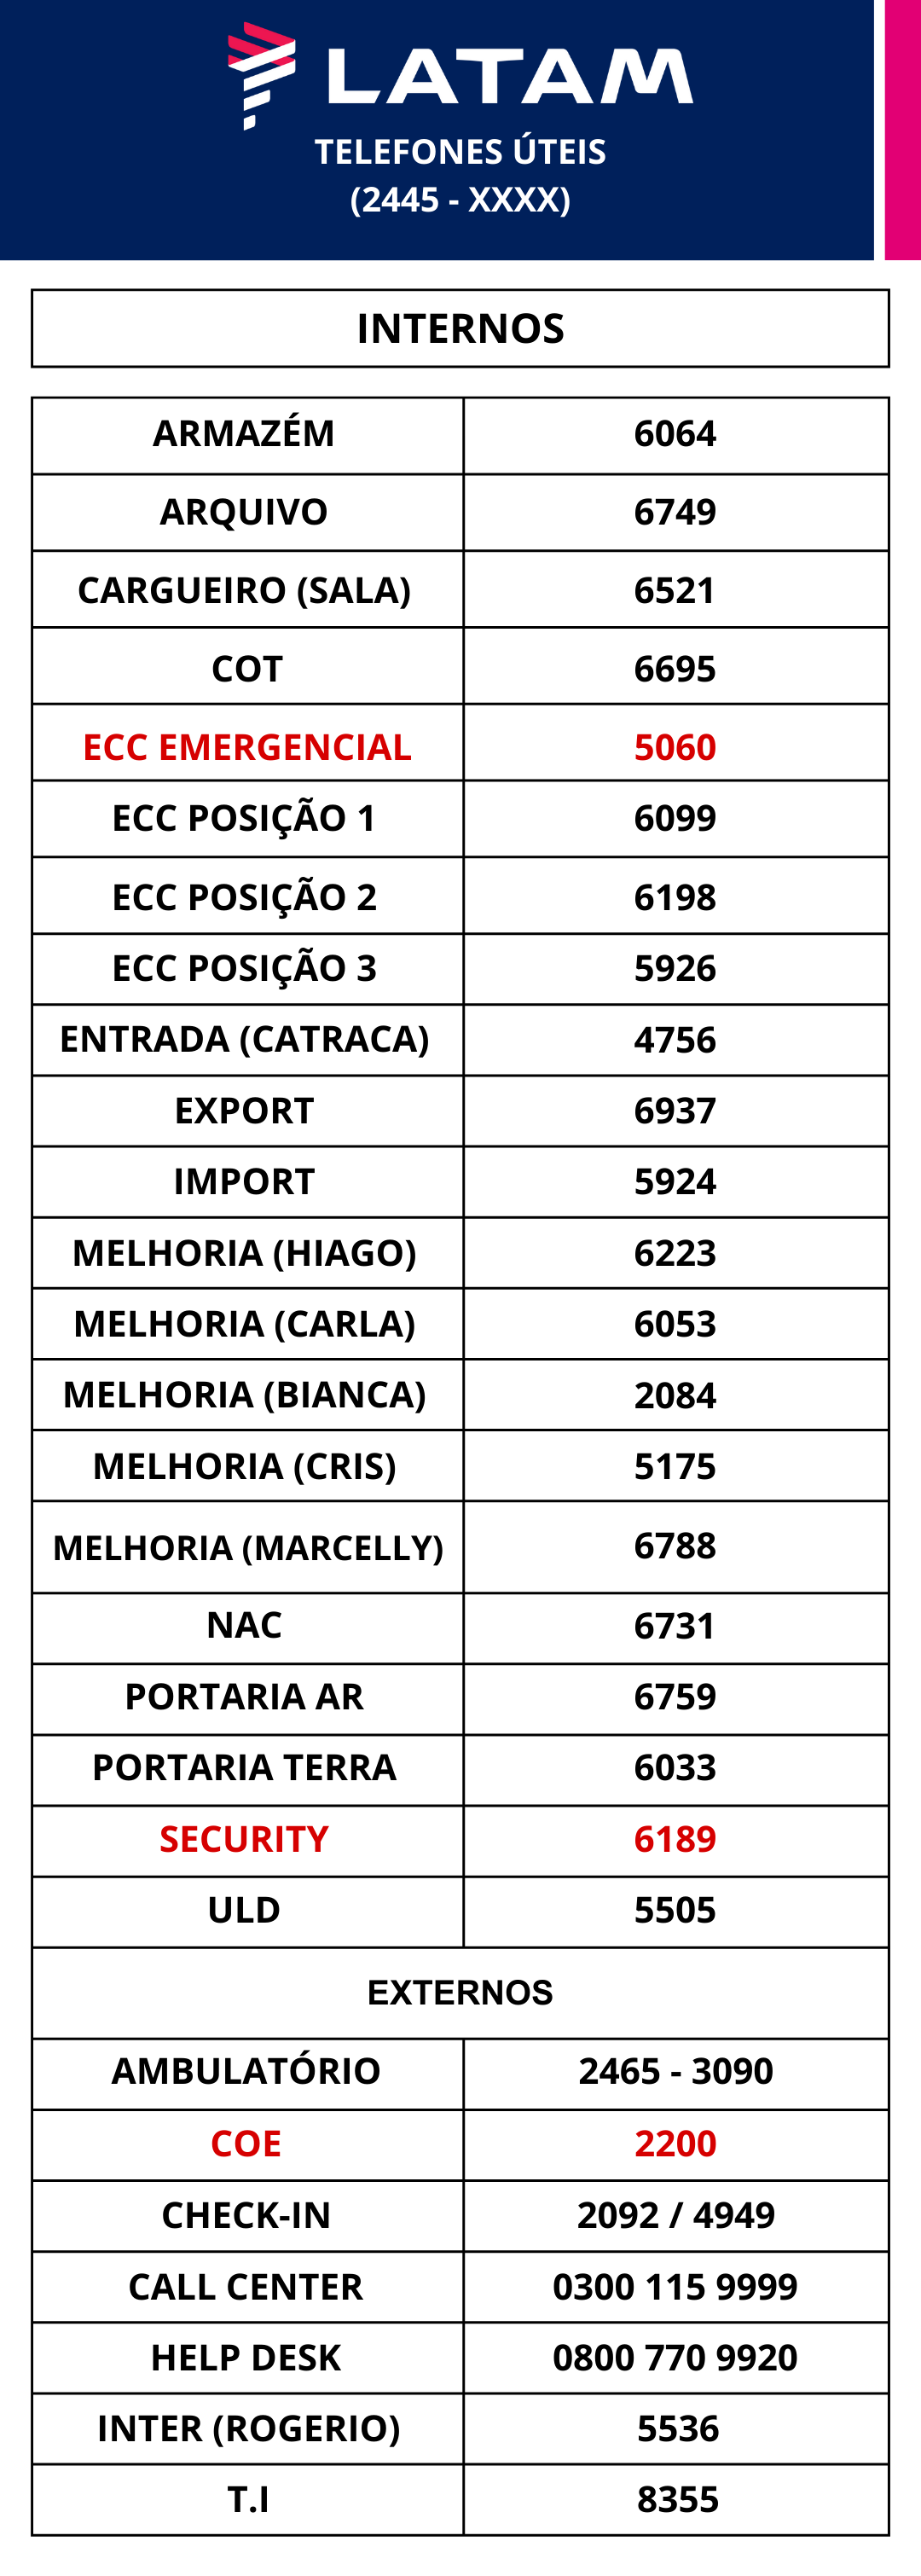 LATAM
TELEFONES ÚTEIS
(2445 - XXXX)
INTERNOS
ARMAZÉM 6064
ARQUIVO 6749
CARGUEIRO (SALA) 6521
COT 6695
ECC EMERGENCIAL 5060
ECC POSIÇÃO 1 6099
ECC POSIÇÃO 2 6198
ECC POSIÇÃO 3 5926
ENTRADA (CATRACA) 4756
EXPORT 6937
IMPORT 5924
MELHORIA (HIAGO) 6223
MELHORIA (CARLA) 6053
MELHORIA (BIANCA) 2084
MELHORIA (CRIS) 5175
MELHORIA (MARCELLY) 6788
NAC 6731
PORTARIA AR 6759
PORTARIA TERRA 6033
SECURITY 6189
ULD 5505
EXTERNOS
AMBULATÓRIO 2465 - 3090
COE 2200
CHECK-IN 2092 / 4949
CALL CENTER 0300 115 9999
HELP DESK 0800 770 9920
INTER (ROGERIO) 5536
T.I 8355